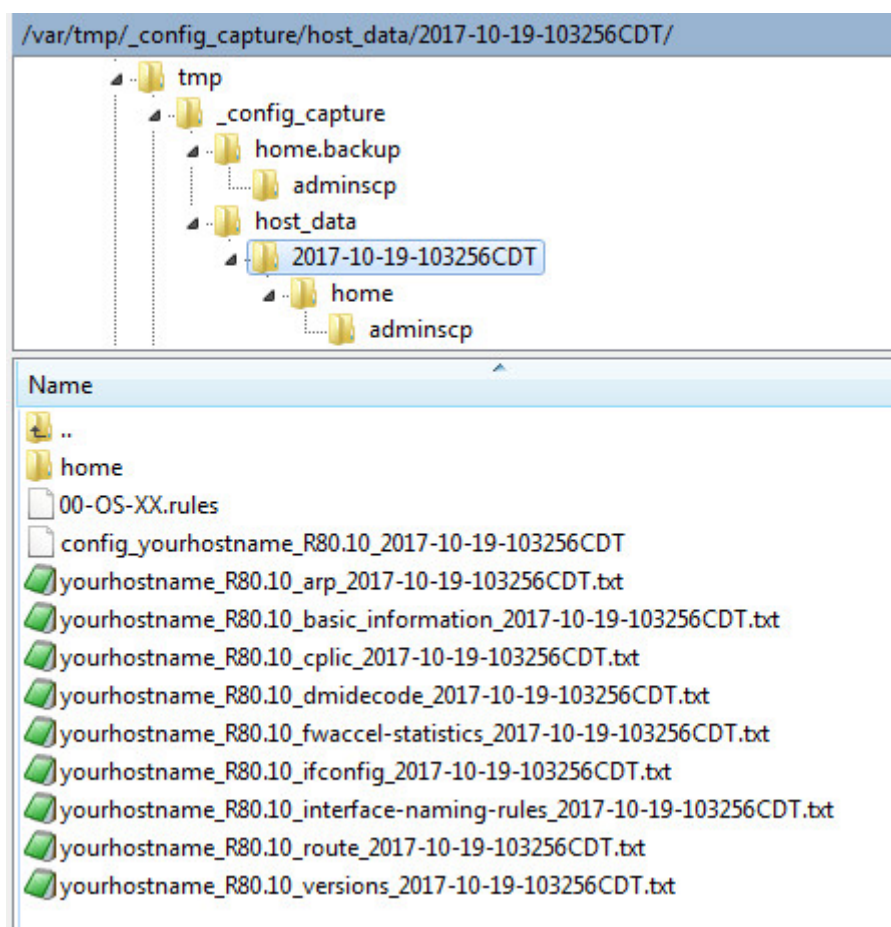 /var/tmp/_config_capture/host_data/2017-10-19-103256CDT/
tmp
_config_capture
home.backup
adminscp
host_data
2017-10-19-103256CDT
home
adminscp
Name
..
home
00-OS-XX.rules
config_yourhostname_R80.10_2017-10-19-103256CDT
yourhostname_R80.10_arp_2017-10-19-103256CDT.txt
yourhostname_R80.10_basic_information_2017-10-19-103256CDT.txt
yourhostname_R80.10_cplic_2017-10-19-103256CDT.txt
yourhostname_R80.10_dmidecode_2017-10-19-103256CDT.txt
yourhostname_R80.10_fwaccel-statistics_2017-10-19-103256CDT.txt
yourhostname_R80.10_ifconfig_2017-10-19-103256CDT.txt
yourhostname_R80.10_interface-naming-rules_2017-10-19-103256CDT.txt
yourhostname_R80.10_route_2017-10-19-103256CDT.txt
yourhostname_R80.10_versions_2017-10-19-103256CDT.txt